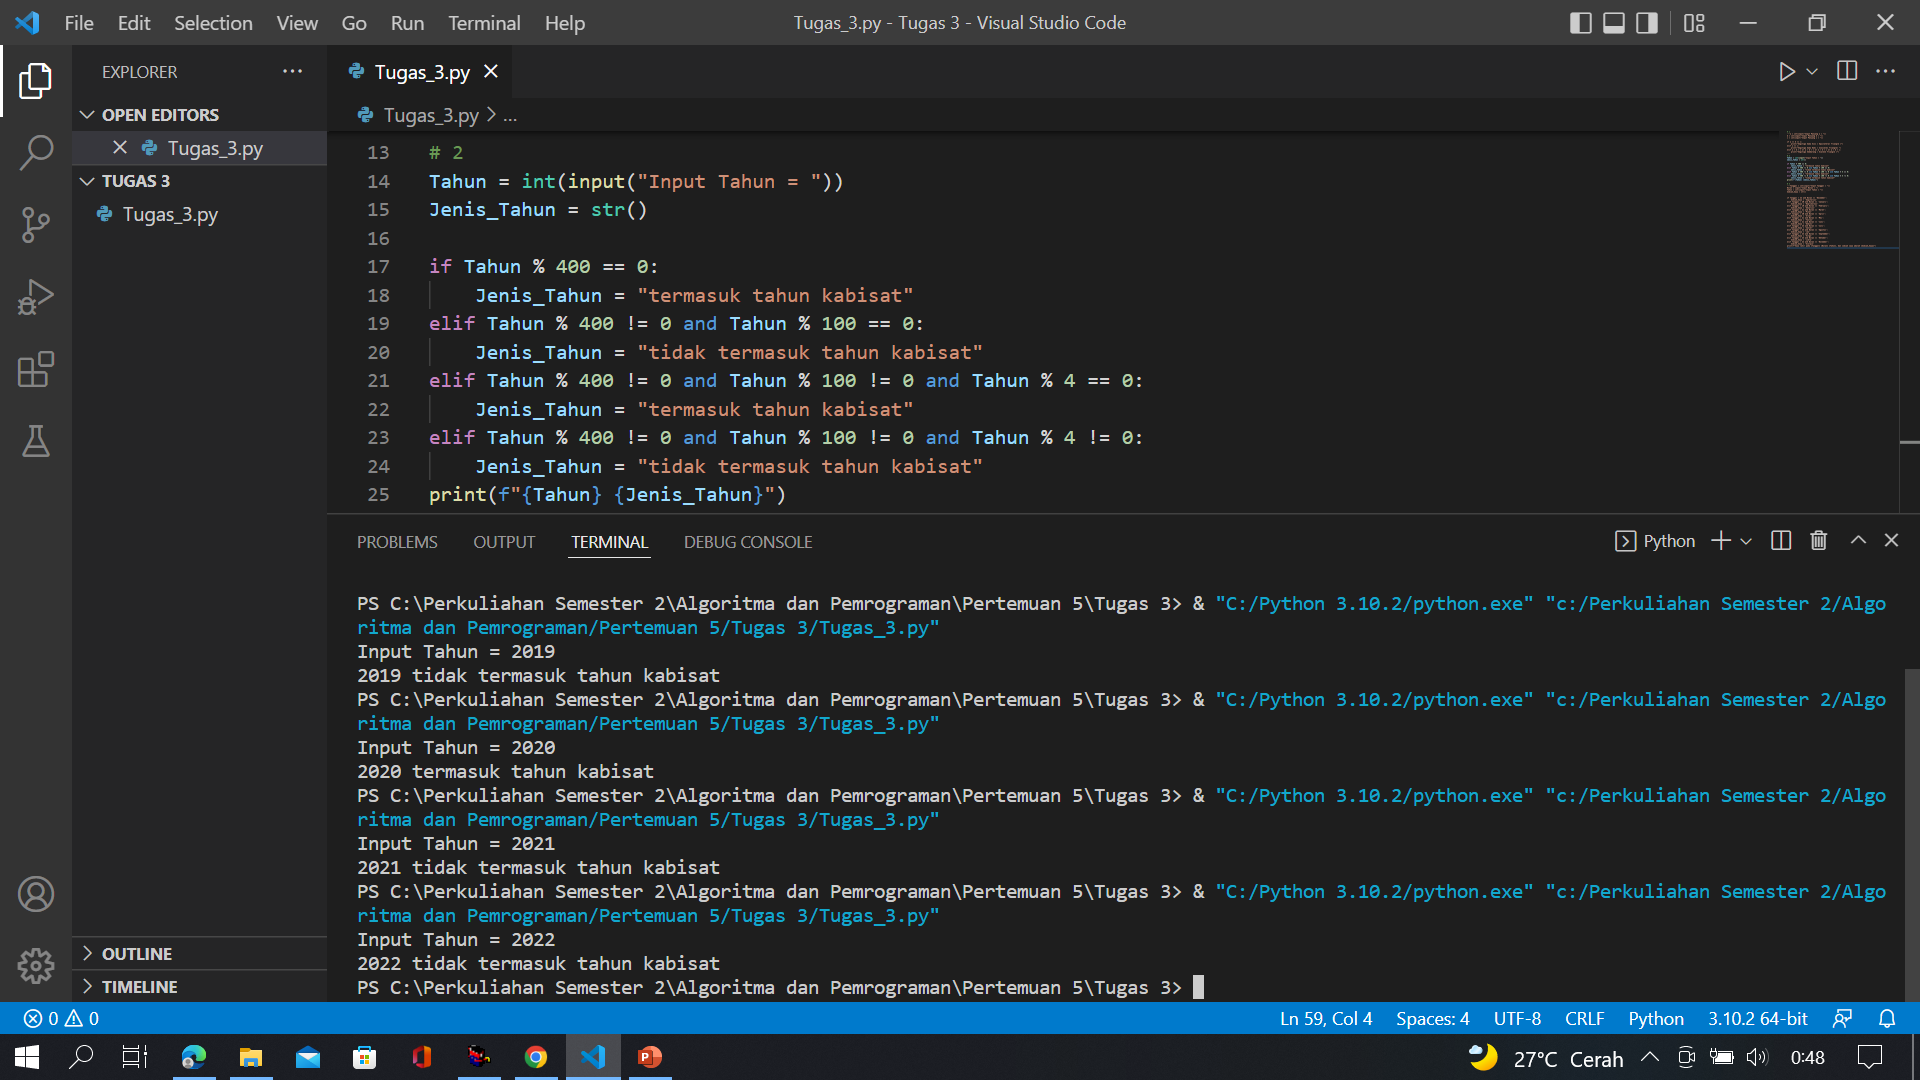 File Edit Selection View Go Run Terminal Help
Tugas_3.py - Tugas 3 - Visual Studio Code
EXPLORER
OPEN EDITORS
Tugas_3.py
TUGAS 3
Tugas_3.py
OUTLINE
TIMELINE
Tugas_3.py
Tugas_3.py > ...
13 # 2
14 Tahun = int(input("Input Tahun = "))
15 Jenis_Tahun = str()
16
17 if Tahun % 400 == 0:
18 Jenis_Tahun = "termasuk tahun kabisat"
19 elif Tahun % 400 != 0 and Tahun % 100 == 0:
20 Jenis_Tahun = "tidak termasuk tahun kabisat"
21 elif Tahun % 400 != 0 and Tahun % 100 != 0 and Tahun % 4 == 0:
22 Jenis_Tahun = "termasuk tahun kabisat"
23 elif Tahun % 400 != 0 and Tahun % 100 != 0 and Tahun % 4 != 0:
24 Jenis_Tahun = "tidak termasuk tahun kabisat"
25 print(f"{Tahun} {Jenis_Tahun}")
PROBLEMS OUTPUT TERMINAL DEBUG CONSOLE
Python
PS C:\Perkuliahan Semester 2\Algoritma dan Pemrograman\Pertemuan 5\Tugas 3> & "C:/Python 3.10.2/python.exe" "c:/Perkuliahan Semester 2/Algo
ritma dan Pemrograman/Pertemuan 5/Tugas 3/Tugas_3.py"
Input Tahun = 2019
2019 tidak termasuk tahun kabisat
PS C:\Perkuliahan Semester 2\Algoritma dan Pemrograman\Pertemuan 5\Tugas 3> & "C:/Python 3.10.2/python.exe" "c:/Perkuliahan Semester 2/Algo
ritma dan Pemrograman/Pertemuan 5/Tugas 3/Tugas_3.py"
Input Tahun = 2020
2020 termasuk tahun kabisat
PS C:\Perkuliahan Semester 2\Algoritma dan Pemrograman\Pertemuan 5\Tugas 3> & "C:/Python 3.10.2/python.exe" "c:/Perkuliahan Semester 2/Algo
ritma dan Pemrograman/Pertemuan 5/Tugas 3/Tugas_3.py"
Input Tahun = 2021
2021 tidak termasuk tahun kabisat
PS C:\Perkuliahan Semester 2\Algoritma dan Pemrograman\Pertemuan 5\Tugas 3> & "C:/Python 3.10.2/python.exe" "c:/Perkuliahan Semester 2/Algo
ritma dan Pemrograman/Pertemuan 5/Tugas 3/Tugas_3.py"
Input Tahun = 2022
2022 tidak termasuk tahun kabisat
PS C:\Perkuliahan Semester 2\Algoritma dan Pemrograman\Pertemuan 5\Tugas 3>
0 0
Ln 59, Col 4 Spaces: 4 UTF-8 CRLF Python 3.10.2 64-bit
27°C Cerah 0:48